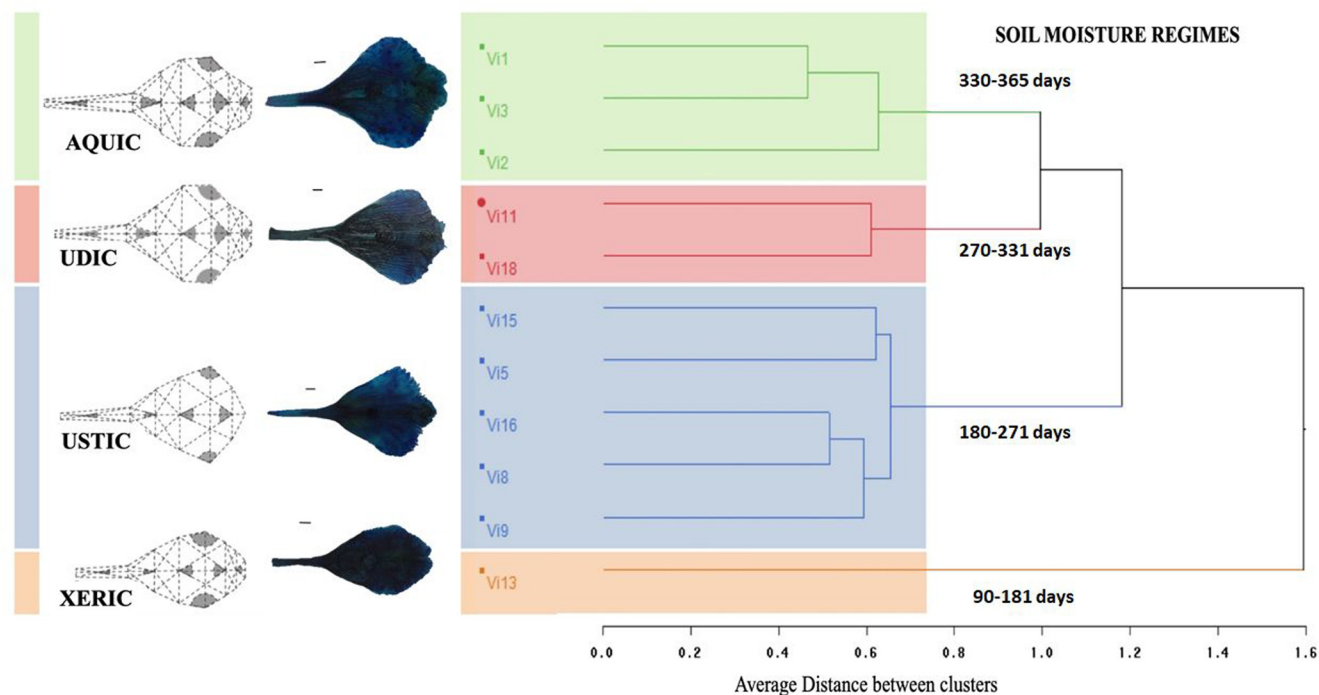 SOIL MOISTURE REGIMES
Vi1
330-365 days
Vi3
AQUIC
Vi2
Vi11
UDIC
270-331 days
Vi18
Vi15
Vi5
Vi16
USTIC
180-271 days
Vi8
Vi9
Vi13
XERIC
90-181 days
0.0 0.2 0.4 0.6 0.8 1.0 1.2 1.4 1.6
Average Distance between clusters